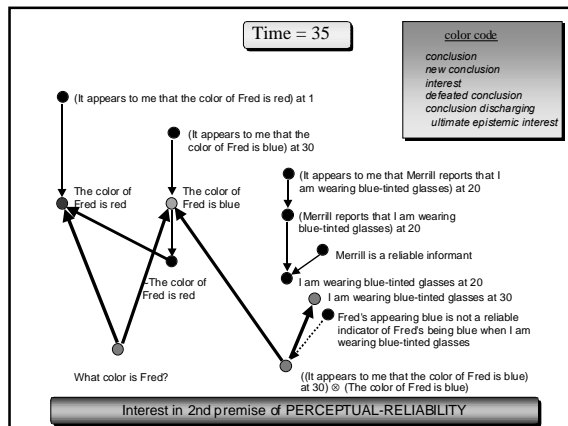 Time = 35
color code
conclusion
new conclusion
interest
defeated conclusion
conclusion discharging
ultimate epistemic interest
(It appears to me that the color of Fred is red) at 1
(It appears to me that the
color of Fred is blue) at 30
(It appears to me that Merrill reports that I
am wearing blue-tinted glasses) at 20
The color of
Fred is red
The color of
Fred is blue
(Merrill reports that I am wearing
blue-tinted glasses) at 20
Merrill is a reliable informant
-The color of
Fred is red
I am wearing blue-tinted glasses at 20
I am wearing blue-tinted glasses at 30
Fred's appearing blue is not a reliable
indicator of Fred's being blue when I am
wearing blue-tinted glasses
What color is Fred?
((It appears to me that the color of Fred is blue)
at 30) ⊗ (The color of Fred is blue)
Interest in 2nd premise of PERCEPTUAL-RELIABILITY